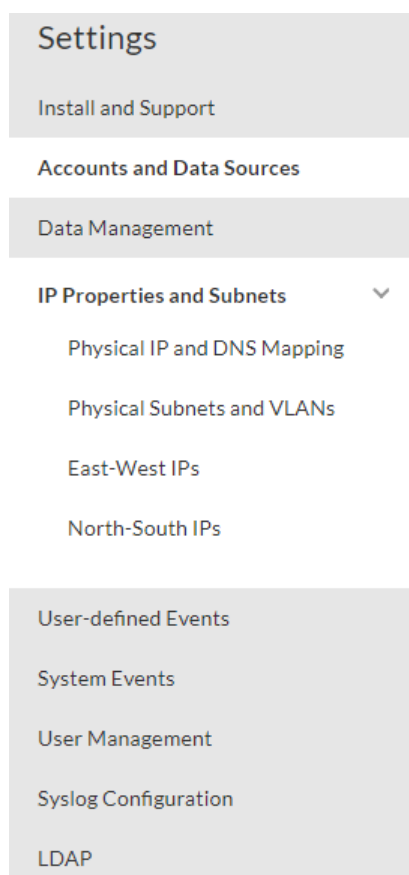 Settings
Install and Support
Accounts and Data Sources
Data Management
IP Properties and Subnets
Physical IP and DNS Mapping
Physical Subnets and VLANs
East-West IPs
North-South IPs
User-defined Events
System Events
User Management
Syslog Configuration
LDAP